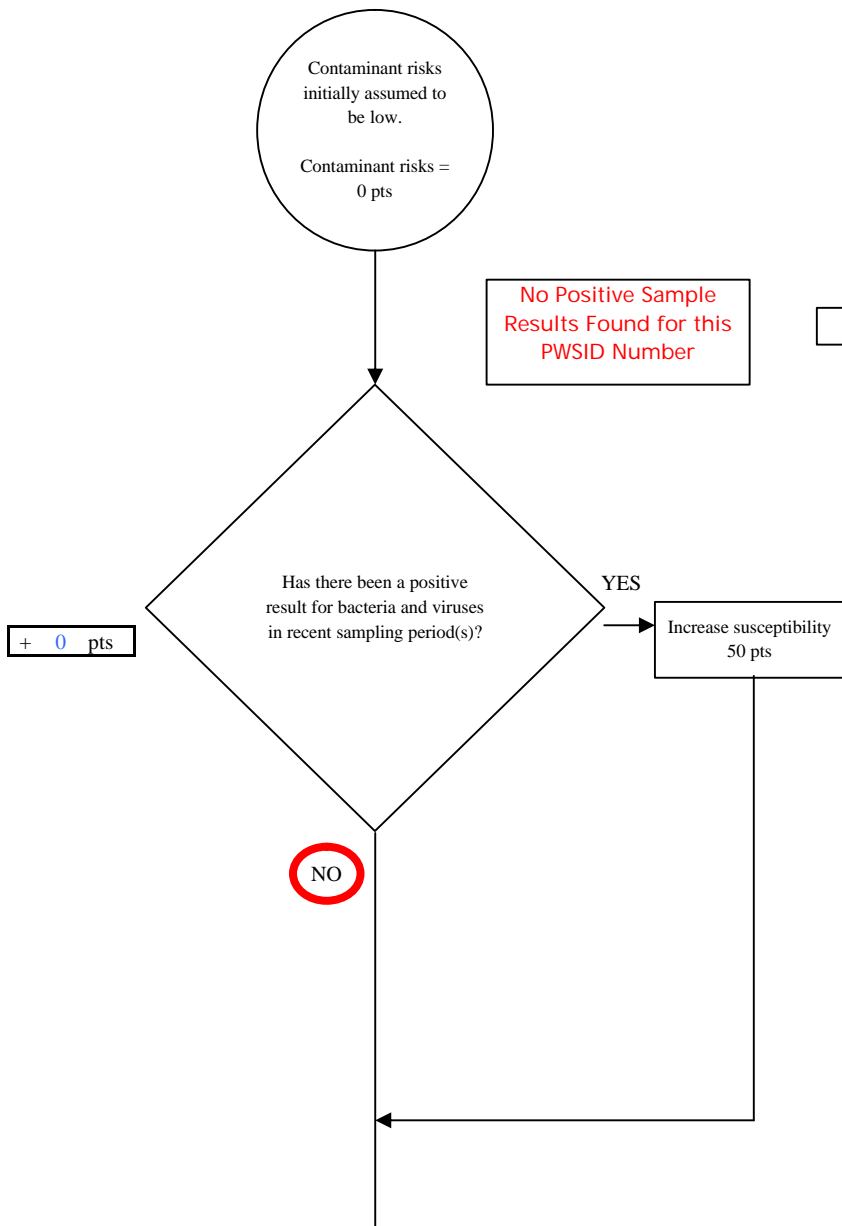 Contaminant risks
initially assumed to
be low.
Contaminant risks =
0 pts
No Positive Sample
Results Found for this
PWSID Number
Has there been a positive
result for bacteria and viruses
in recent sampling period(s)?
YES
Increase susceptibility
50 pts
+ 0 pts
NO